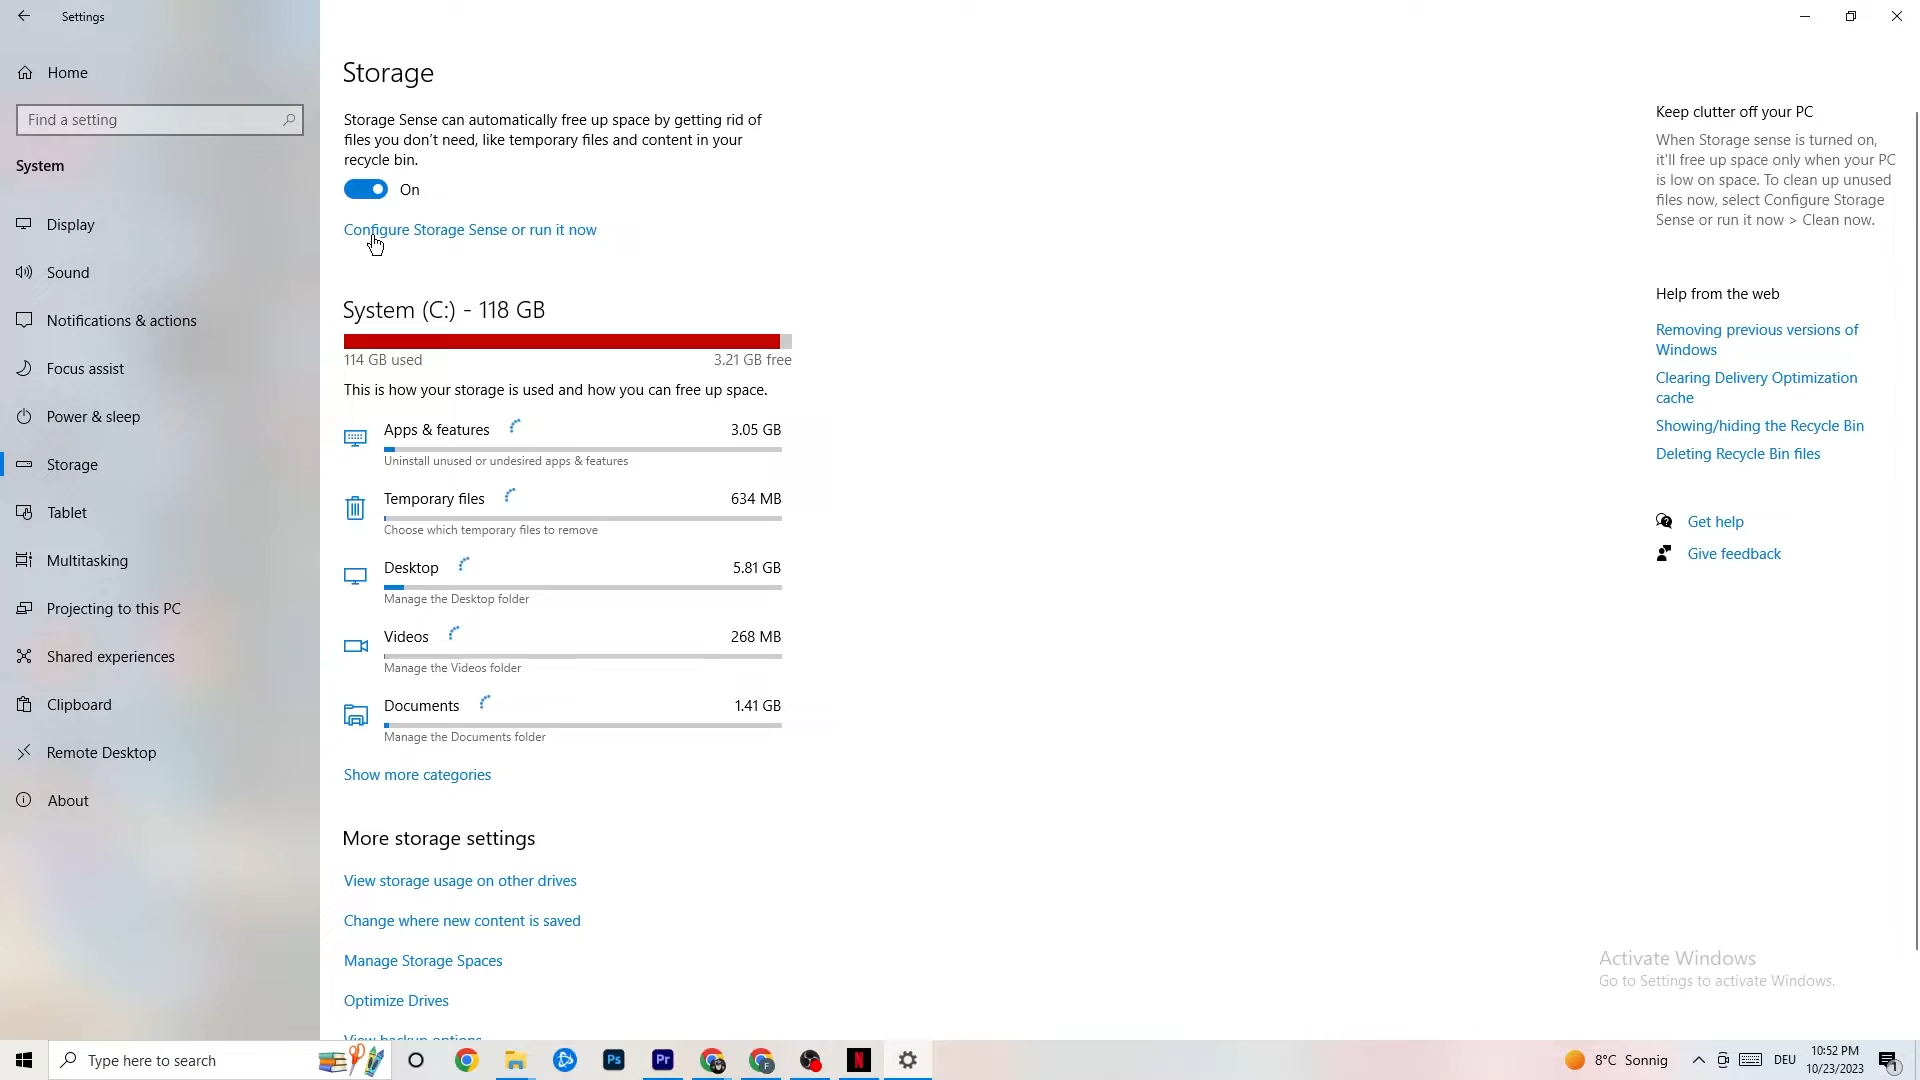 Settings
Home
Find a setting
System
Display
Sound
Notifications & actions
Focus assist
Power & sleep
Storage
Tablet
Multitasking
Projecting to this PC
Shared experiences
Clipboard
Remote Desktop
About
Storage
Storage Sense can automatically free up space by getting rid of
files you don't need, like temporary files and content in your
recycle bin.
On
Configure Storage Sense or run it now
System (C:) - 118 GB
114 GB used
3.21 GB free
This is how your storage is used and how you can free up space.
Apps & features
3.05 GB
Uninstall unused or undesired apps & features
Temporary files
634 MB
Choose which temporary files to remove
Desktop
5.81 GB
Manage the Desktop folder
Videos
268 MB
Manage the Videos folder
Documents
1.41 GB
Manage the Documents folder
Show more categories
More storage settings
View storage usage on other drives
Change where new content is saved
Manage Storage Spaces
Optimize Drives
View backup options
Keep clutter off your PC
When Storage sense is turned on,
it'll free up space only when your PC
is low on space. To clean up unused
files now, select Configure Storage
Sense or run it now > Clean now.
Help from the web
Removing previous versions of
Windows
Clearing Delivery Optimization
cache
Showing/hiding the Recycle Bin
Deleting Recycle Bin files
Get help
Give feedback
Activate Windows
Go to Settings to activate Windows.
Type here to search
Ps
Pr
F
N
8°C Sonnig
DEU
10:52 PM
10/23/2023
1